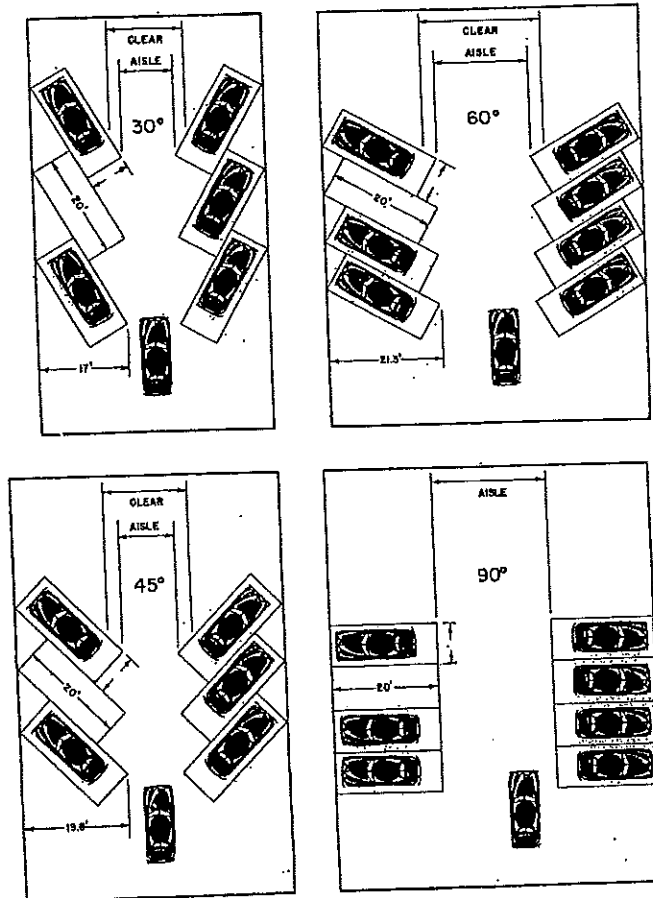 CLEAR
AISLE
30°
20'
17'
CLEAR
AISLE
60°
20'
21.3'
CLEAR
AISLE
45°
20'
19.8'
AISLE
90°
20'